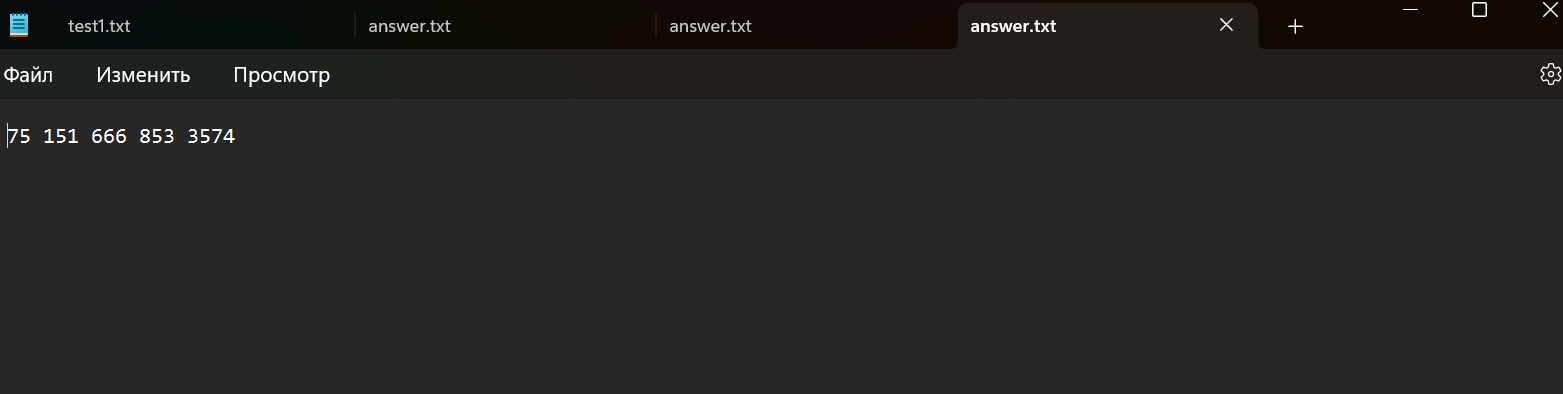 test1.txt answer.txt answer.txt answer.txt
Файл Изменить Просмотр
75 151 666 853 3574